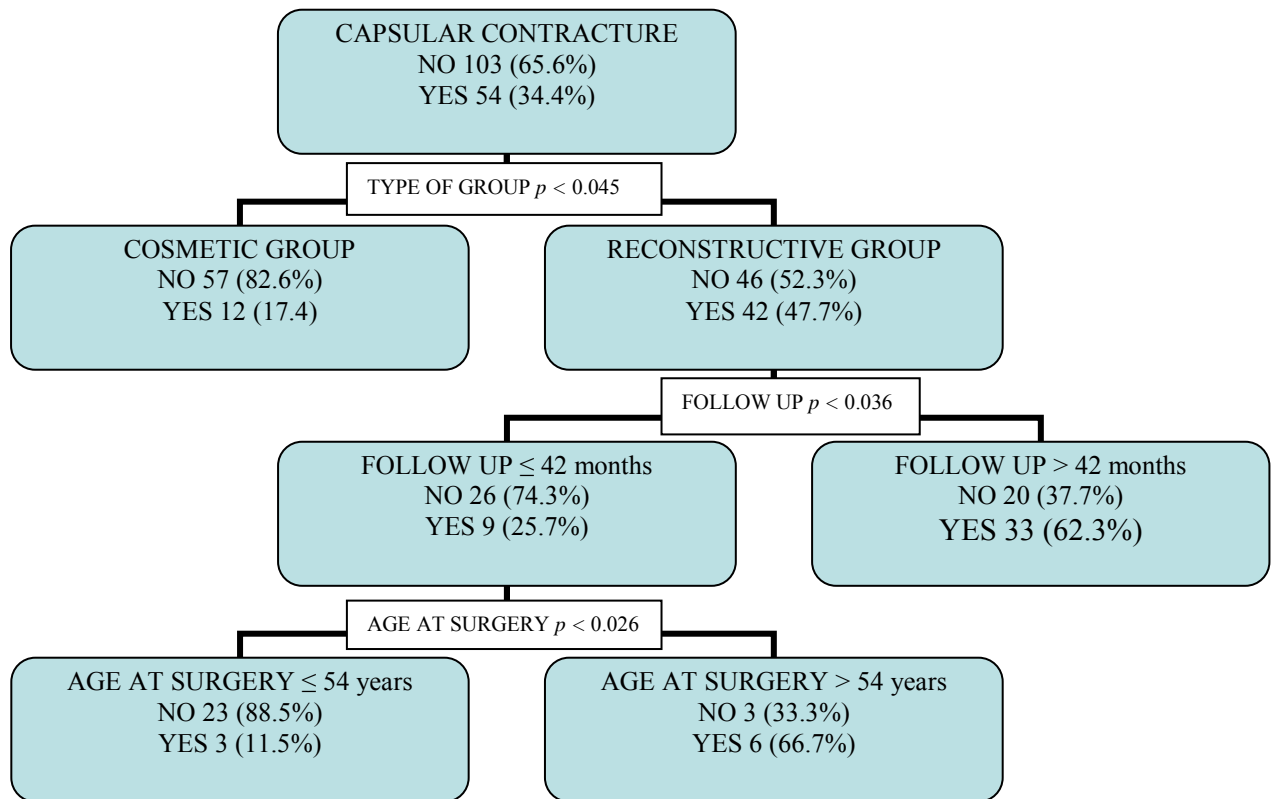 CAPSULAR CONTRACTURE
NO 103 (65.6%)
YES 54 (34.4%)
TYPE OF GROUP p < 0.045
COSMETIC GROUP
NO 57 (82.6%)
YES 12 (17.4)
RECONSTRUCTIVE GROUP
NO 46 (52.3%)
YES 42 (47.7%)
FOLLOW UP p < 0.036
FOLLOW UP ≤ 42 months
NO 26 (74.3%)
YES 9 (25.7%)
FOLLOW UP > 42 months
NO 20 (37.7%)
YES 33 (62.3%)
AGE AT SURGERY p < 0.026
AGE AT SURGERY ≤ 54 years
NO 23 (88.5%)
YES 3 (11.5%)
AGE AT SURGERY > 54 years
NO 3 (33.3%)
YES 6 (66.7%)